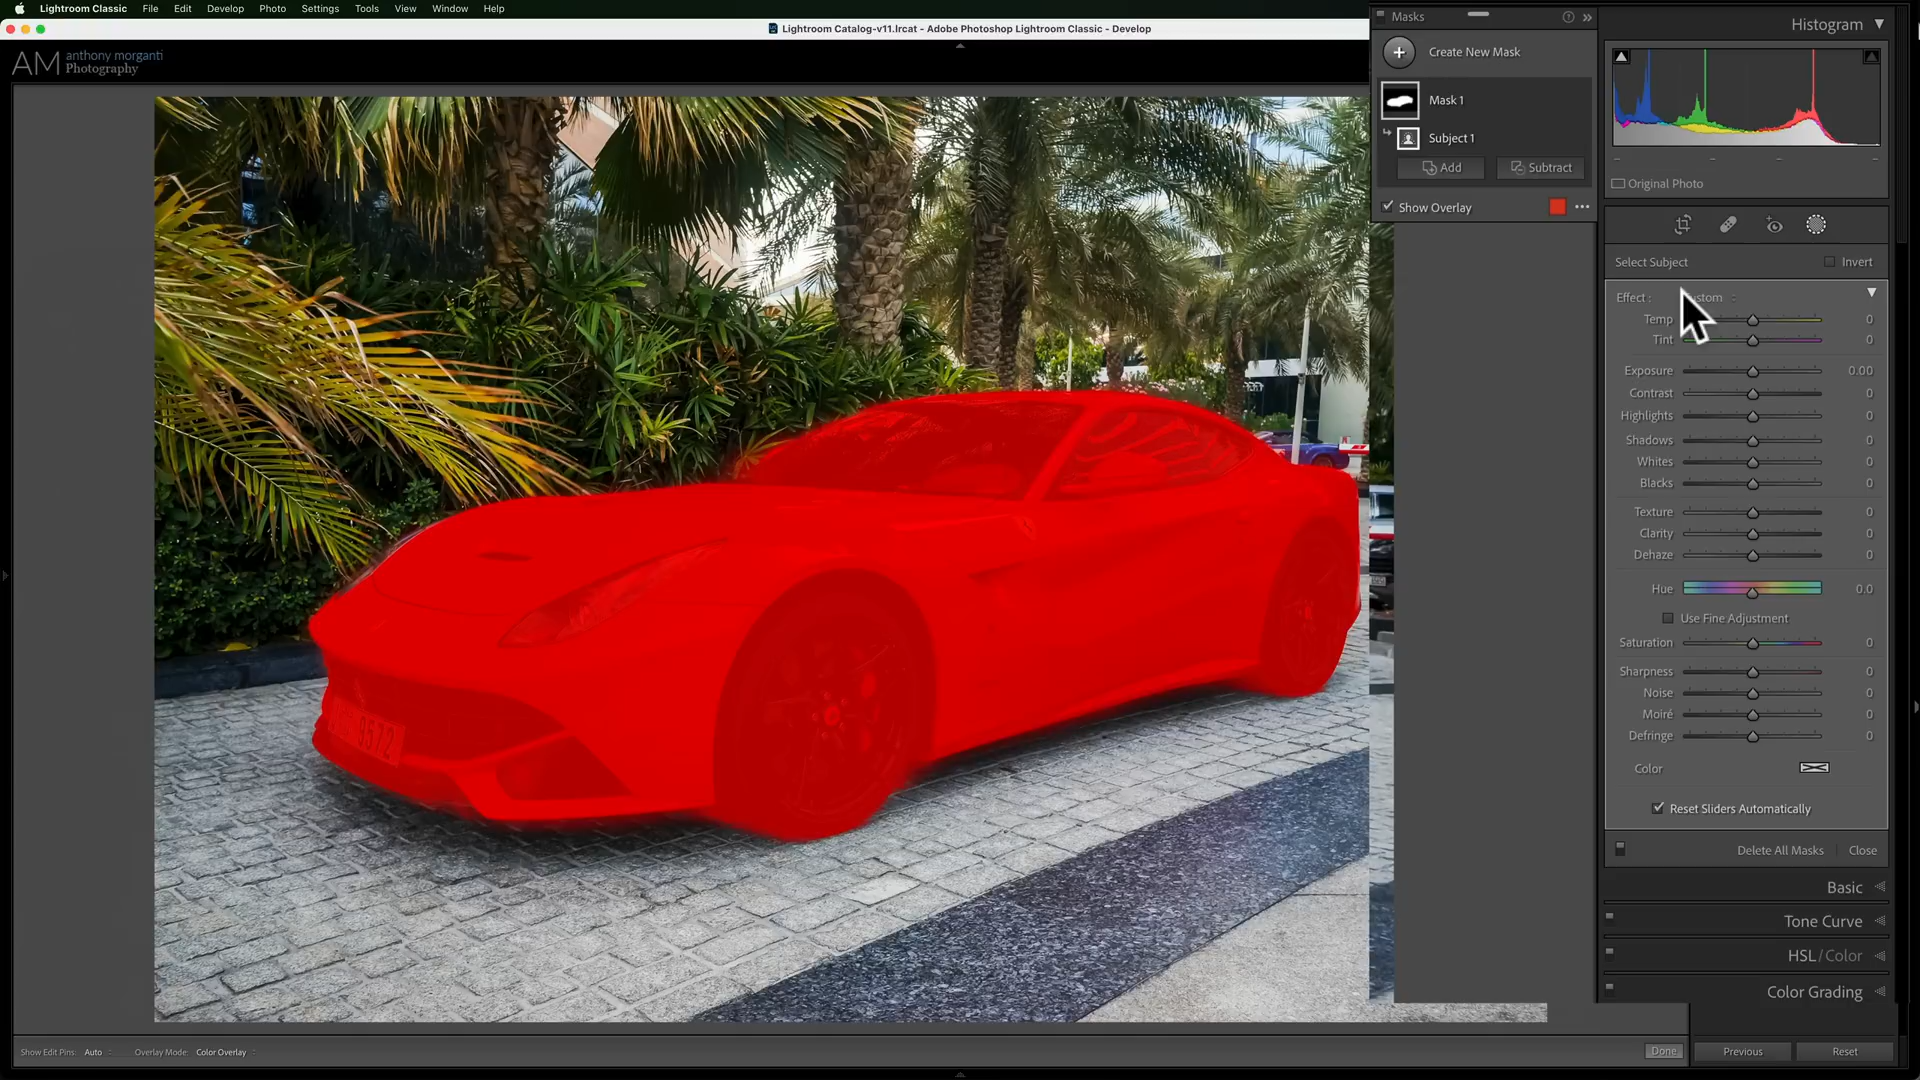 Lightroom Classic File Edit Develop Photo Settings Tools View Window Help
Lightroom Catalog-v11.lrcat - Adobe Photoshop Lightroom Classic - Develop
AM anthony morganti
Photography
Masks
Create New Mask
Mask 1
Subject 1
Add Subtract
Show Overlay
Histogram
Original Photo
Select Subject Invert
Effect :
Temp 0
Tint 0
Exposure 0.00
Contrast 0
Highlights 0
Shadows 0
Whites 0
Blacks 0
Texture 0
Clarity 0
Dehaze 0
Hue 0.0
Use Fine Adjustment
Saturation 0
Sharpness 0
Noise 0
Moiré 0
Defringe 0
Color
Reset Sliders Automatically
Delete All Masks Close
Basic
Tone Curve
HSL / Color
Color Grading
9572
Show Edit Pins: Auto Overlay Mode: Color Overlay Done
Previous Reset